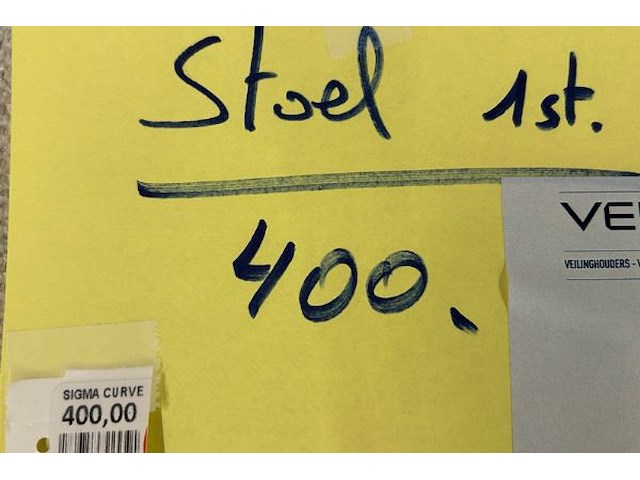 Stoel 1st.
400.
VE
VEILINGHOUDERS -
SIGMA CURVE
400,00